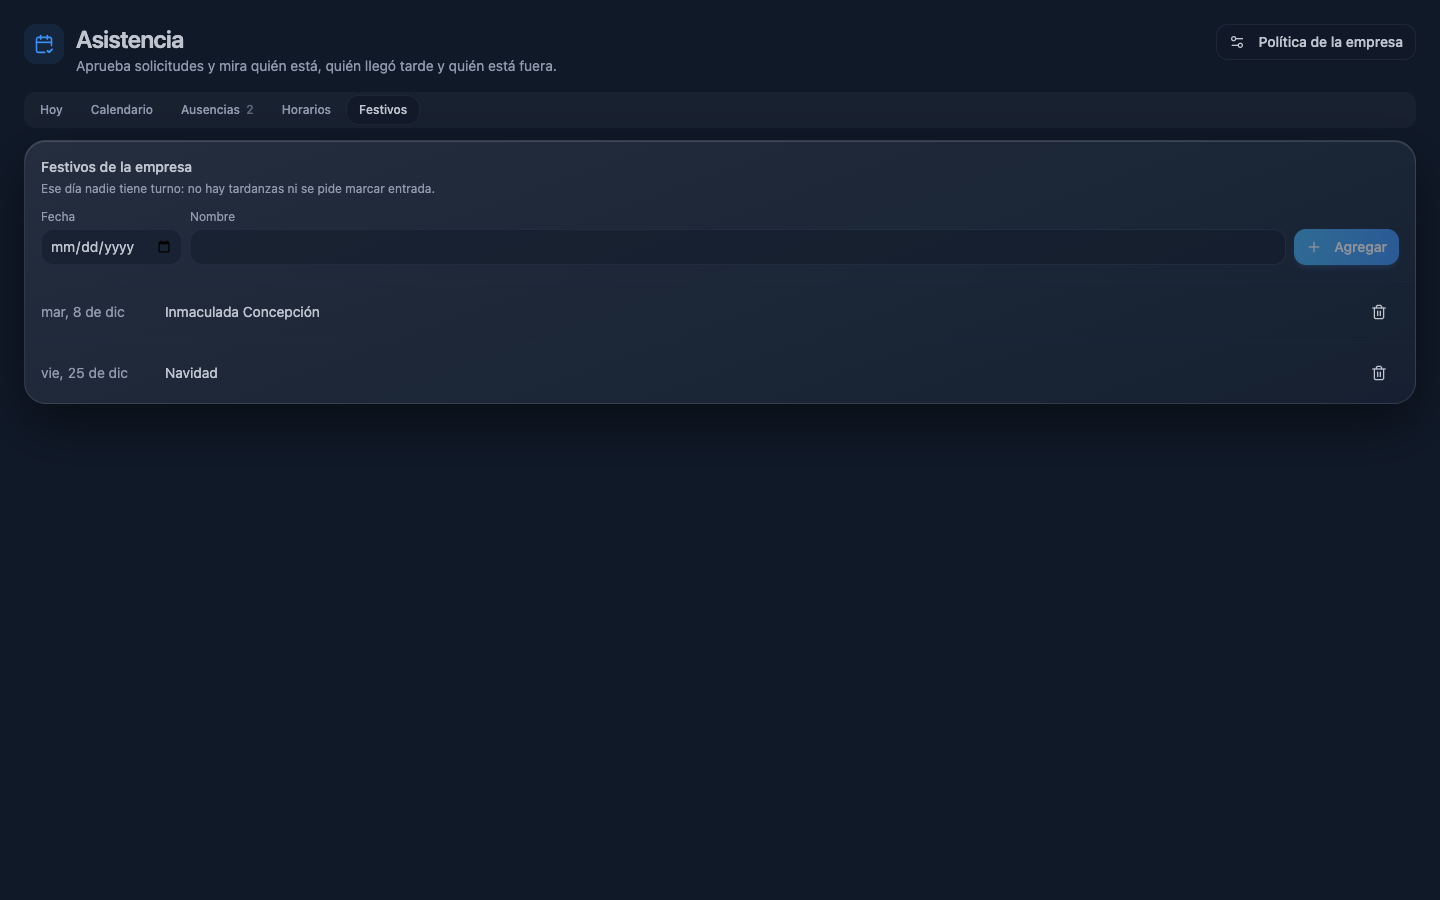 Asistencia
Aprueba solicitudes y mira quién está, quién llegó tarde y quién está fuera.
Política de la empresa
Hoy Calendario Ausencias 2 Horarios Festivos
Festivos de la empresa
Ese día nadie tiene turno: no hay tardanzas ni se pide marcar entrada.
Fecha Nombre
mm/dd/yyyy
Agregar
mar, 8 de dic Inmaculada Concepción
vie, 25 de dic Navidad